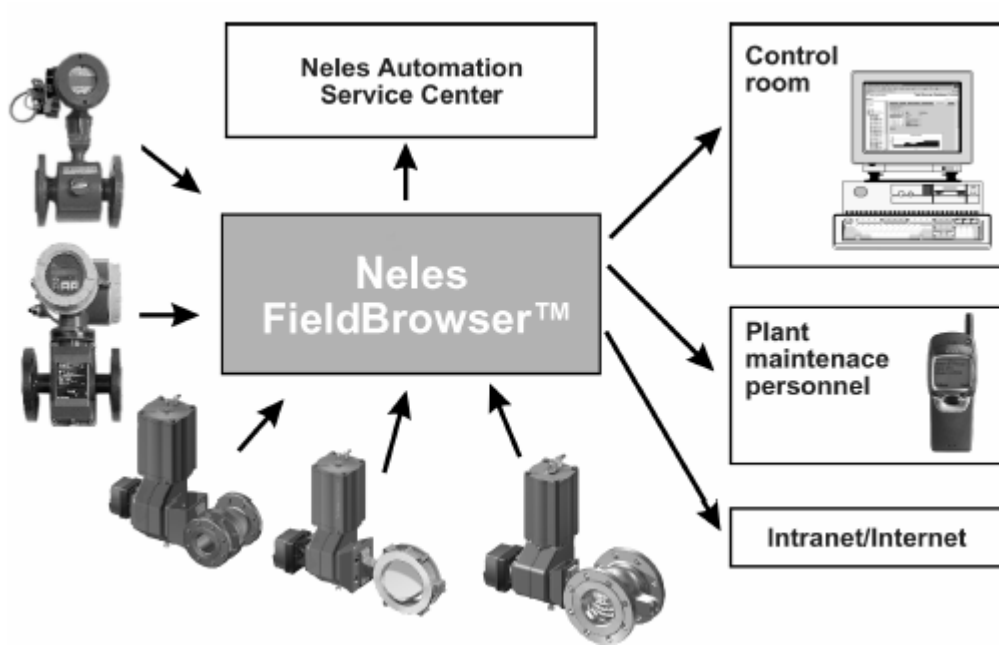 Neles Automation
Service Center
Control
room
Neles
FieldBrowser™
Plant
maintenace
personnel
Intranet/Internet